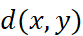 d(x, y)